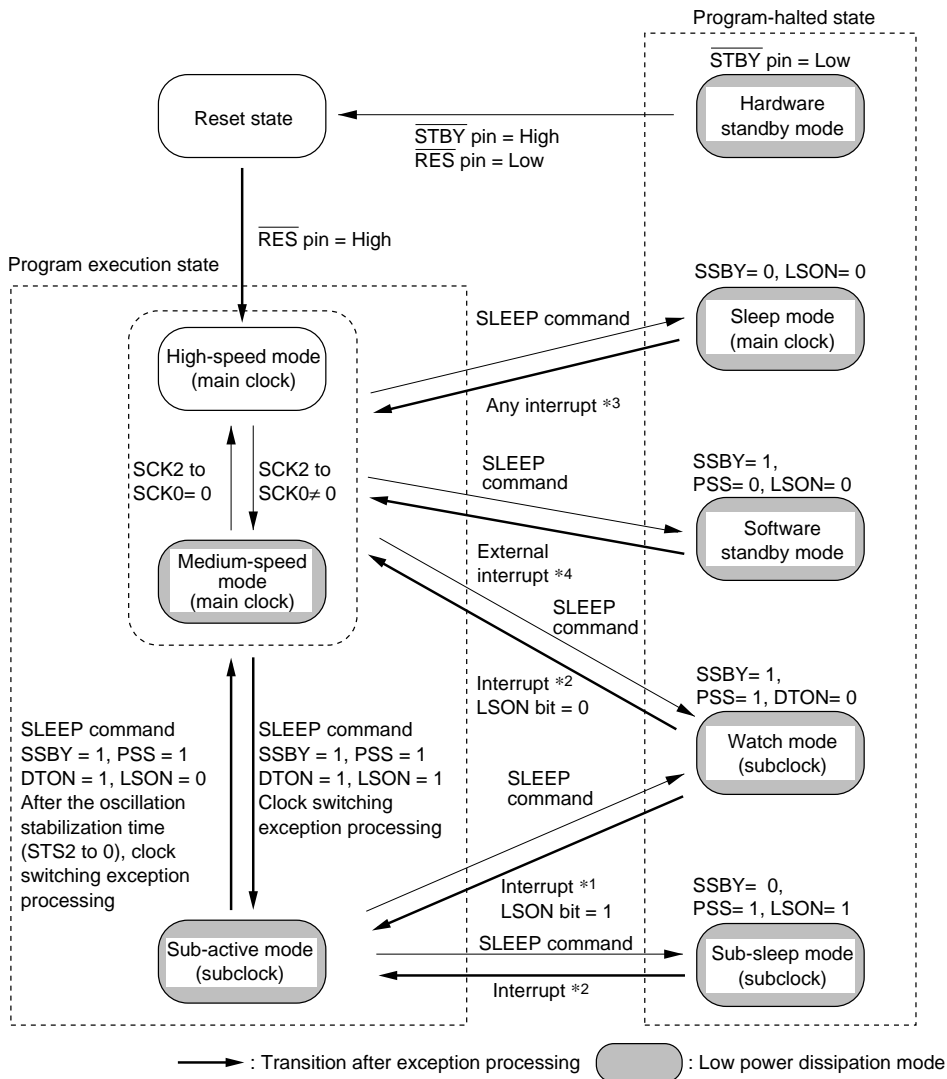 Program-halted state
STBY pin = Low
Hardware
standby mode
Reset state
STBY pin = High
RES pin = Low
RES pin = High
Program execution state
SSBY= 0, LSON= 0
Sleep mode
(main clock)
SLEEP command
High-speed mode
(main clock)
Any interrupt *3
SCK2 to
SCK0= 0
SCK2 to
SCK0≠ 0
SLEEP
command
SSBY= 1,
PSS= 0, LSON= 0
Software
standby mode
Medium-speed
mode
(main clock)
External
interrupt *4
SLEEP
command
Interrupt *2
LSON bit = 0
SSBY= 1,
PSS= 1, DTON= 0
Watch mode
(subclock)
SLEEP command
SSBY = 1, PSS = 1
DTON = 1, LSON = 0
After the oscillation
stabilization time
(STS2 to 0), clock
switching exception
processing
SLEEP command
SSBY = 1, PSS = 1
DTON = 1, LSON = 1
Clock switching
exception processing
SLEEP
command
Interrupt *1
LSON bit = 1
SSBY= 0,
PSS= 1, LSON= 1
Sub-active mode
(subclock)
SLEEP command
Sub-sleep mode
(subclock)
Interrupt *2
: Transition after exception processing
: Low power dissipation mode